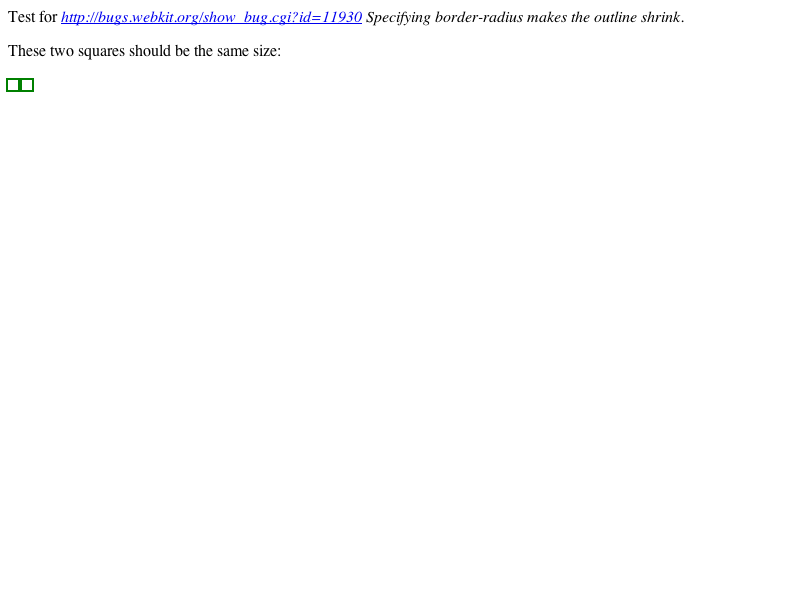 Test for http://bugs.webkit.org/show_bug.cgi?id=11930 Specifying border-radius makes the outline shrink.
These two squares should be the same size: